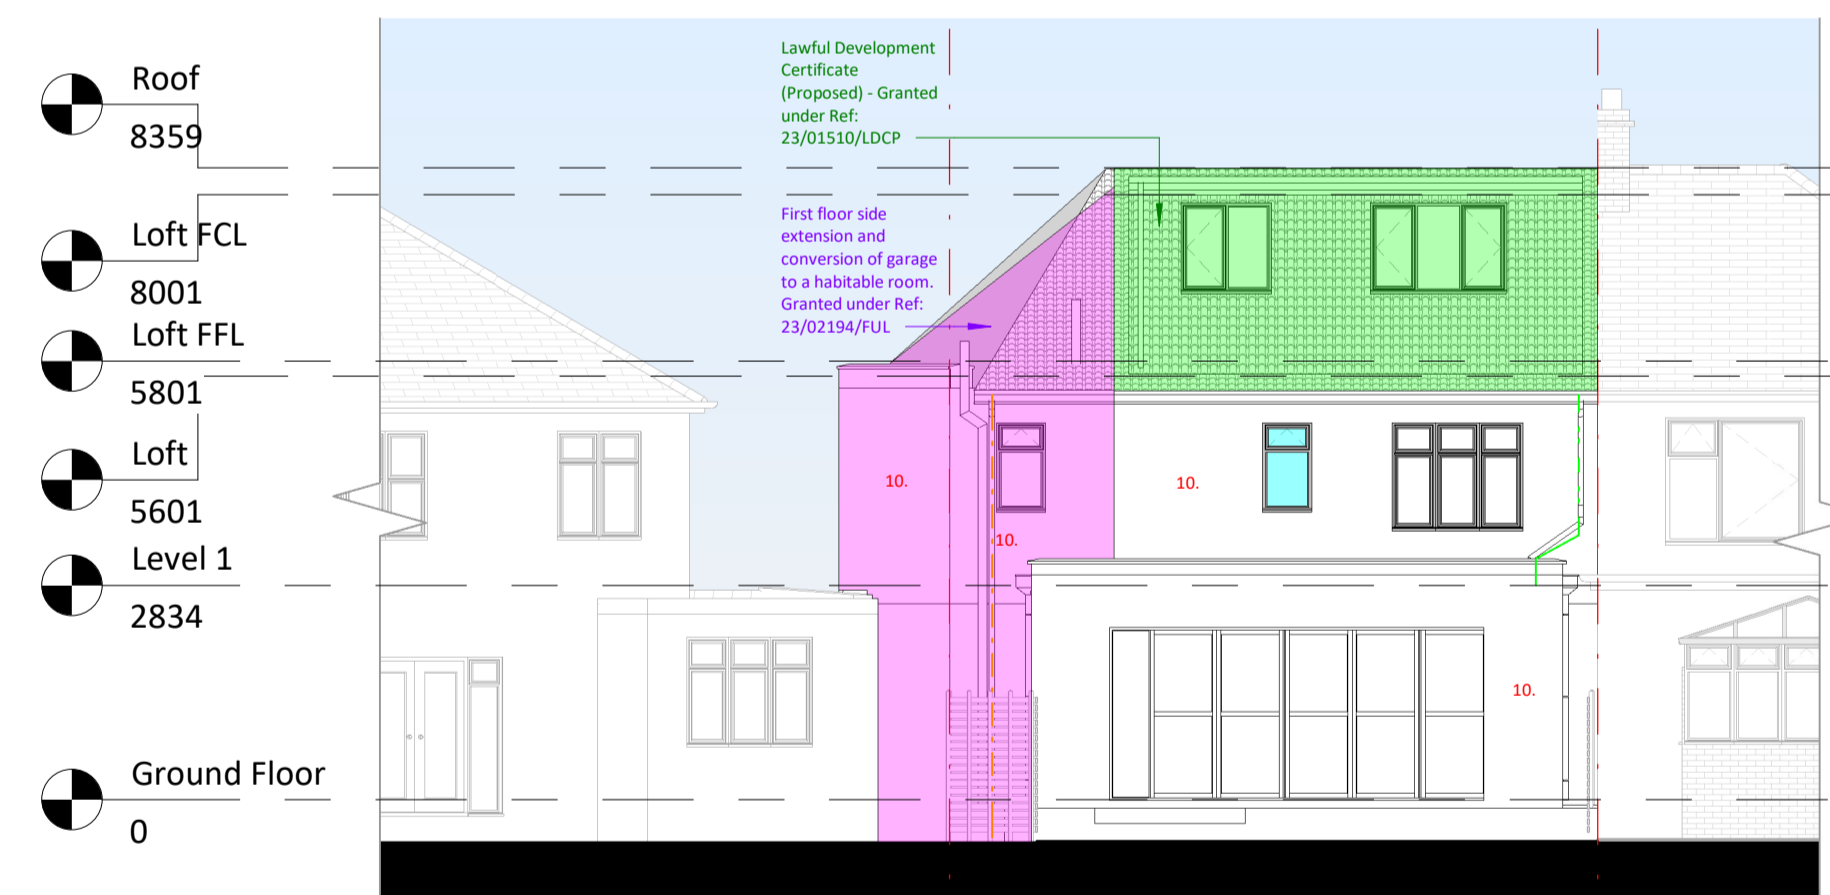 Roof
8359
Loft FCL
8001
Loft FFL
5801
Loft
5601
Level 1
2834
Ground Floor
0
Lawful Development
Certificate
(Proposed) - Granted
under Ref:
23/01510/LDCP
First floor side
extension and
conversion of garage
to a habitable room.
Granted under Ref:
23/02194/FUL
10.
10.
10.
10.